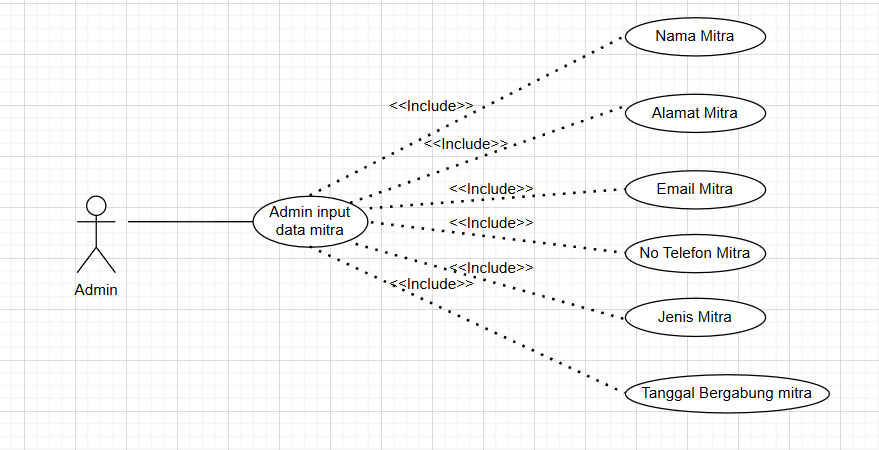 Nama Mitra
<<Include>>
Alamat Mitra
<<Include>>
<<Include>>
Email Mitra
Admin input
data mitra
<<Include>>
No Telefon Mitra
<<Include>>
<<Include>>
Admin
Jenis Mitra
Tanggal Bergabung mitra